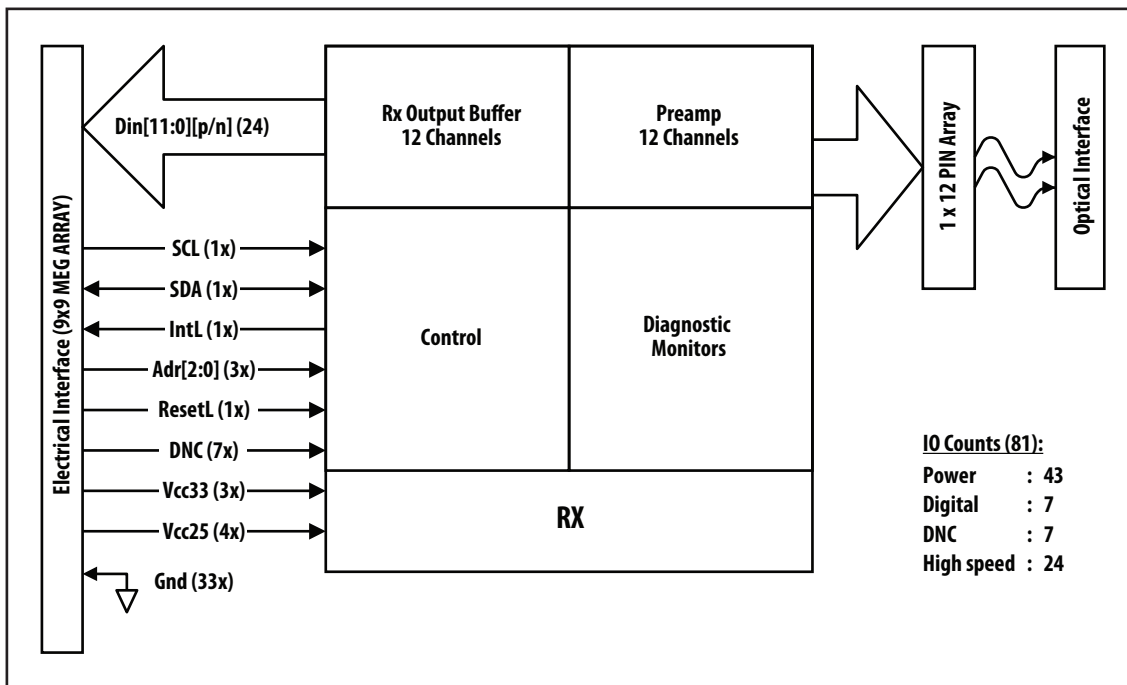 Electrical Interface (9x9 MEG ARRAY)
Din[11:0][p/n] (24)
SCL (1x)
SDA (1x)
IntL (1x)
Adr[2:0] (3x)
ResetL (1x)
DNC (7x)
Vcc33 (3x)
Vcc25 (4x)
Gnd (33x)
Rx Output Buffer
12 Channels
Preamp
12 Channels
Control
Diagnostic
Monitors
RX
1 x 12 PIN Array
Optical Interface
IO Counts (81):
Power : 43
Digital : 7
DNC : 7
High speed : 24